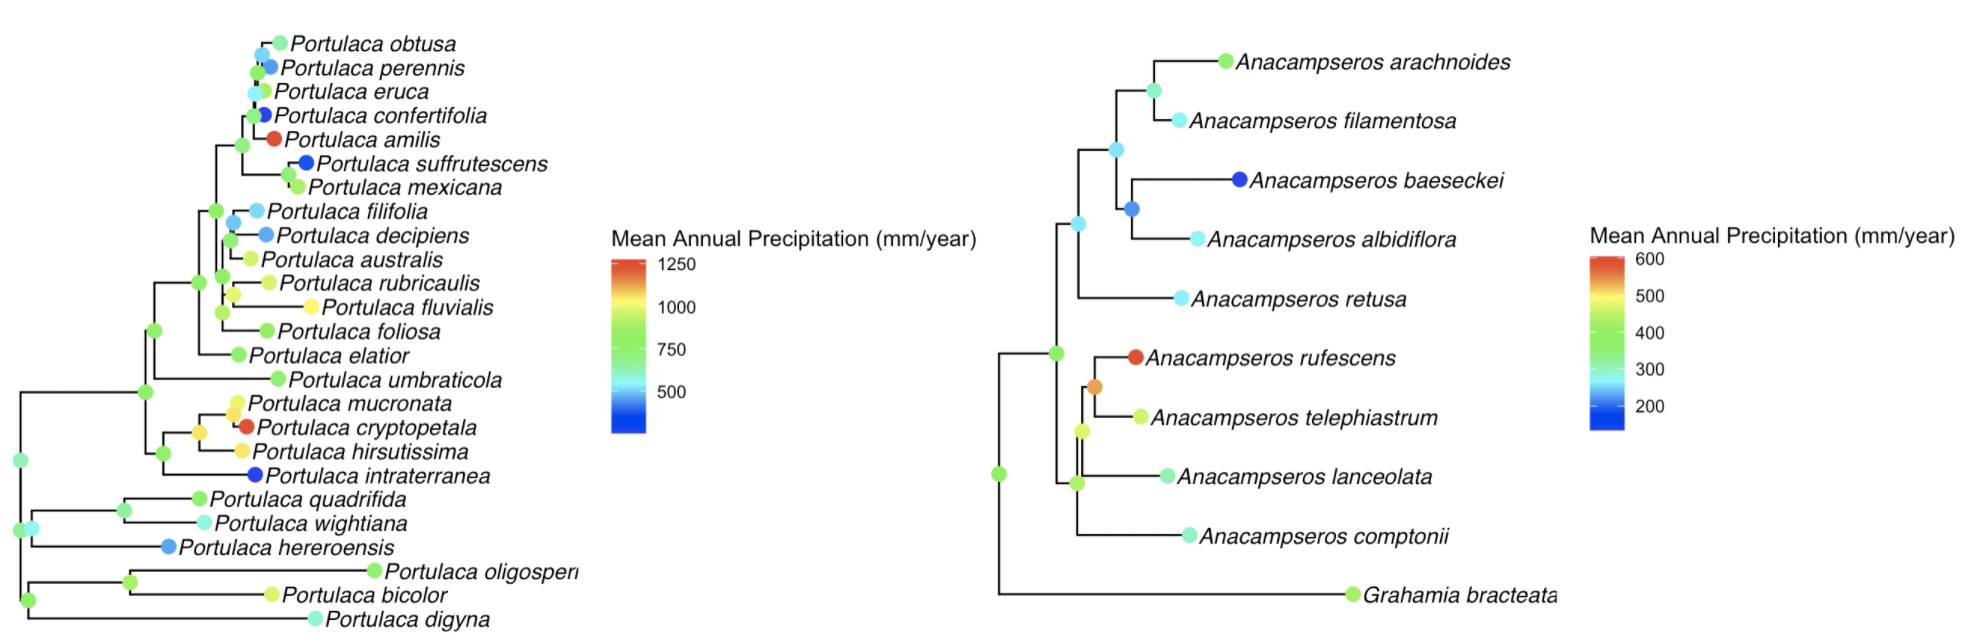 Portulaca obtusa
Portulaca perennis
Portulaca eruca
Portulaca confertifolia
Portulaca amilis
Portulaca suffrutescens
Portulaca mexicana
Portulaca filifolia
Portulaca decipiens
Portulaca australis
Portulaca rubricaulis
Portulaca fluvialis
Portulaca foliosa
Portulaca elatior
Portulaca umbraticola
Portulaca mucronata
Portulaca cryptopetala
Portulaca hirsutissima
Portulaca intraterranea
Portulaca quadrifida
Portulaca wightiana
Portulaca hereroensis
Portulaca oligosperi
Portulaca bicolor
Portulaca digyna
Mean Annual Precipitation (mm/year)
1250
1000
750
500
Anacampseros arachnoides
Anacampseros filamentosa
Anacampseros baeseckei
Anacampseros albidiflora
Anacampseros retusa
Anacampseros rufescens
Anacampseros telephiastrum
Anacampseros lanceolata
Anacampseros comptonii
Grahamia bracteata
Mean Annual Precipitation (mm/year)
600
500
400
300
200